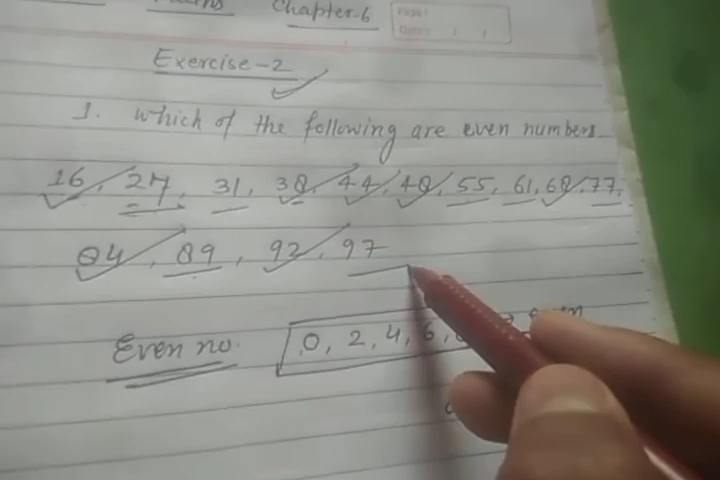 Chapter-6
Exercise-2
1. which of the following are even numbers
16, 27, 31, 38, 44, 48, 55, 61, 68, 77,
84, 89, 92, 97
Even no. 0, 2, 4, 6,